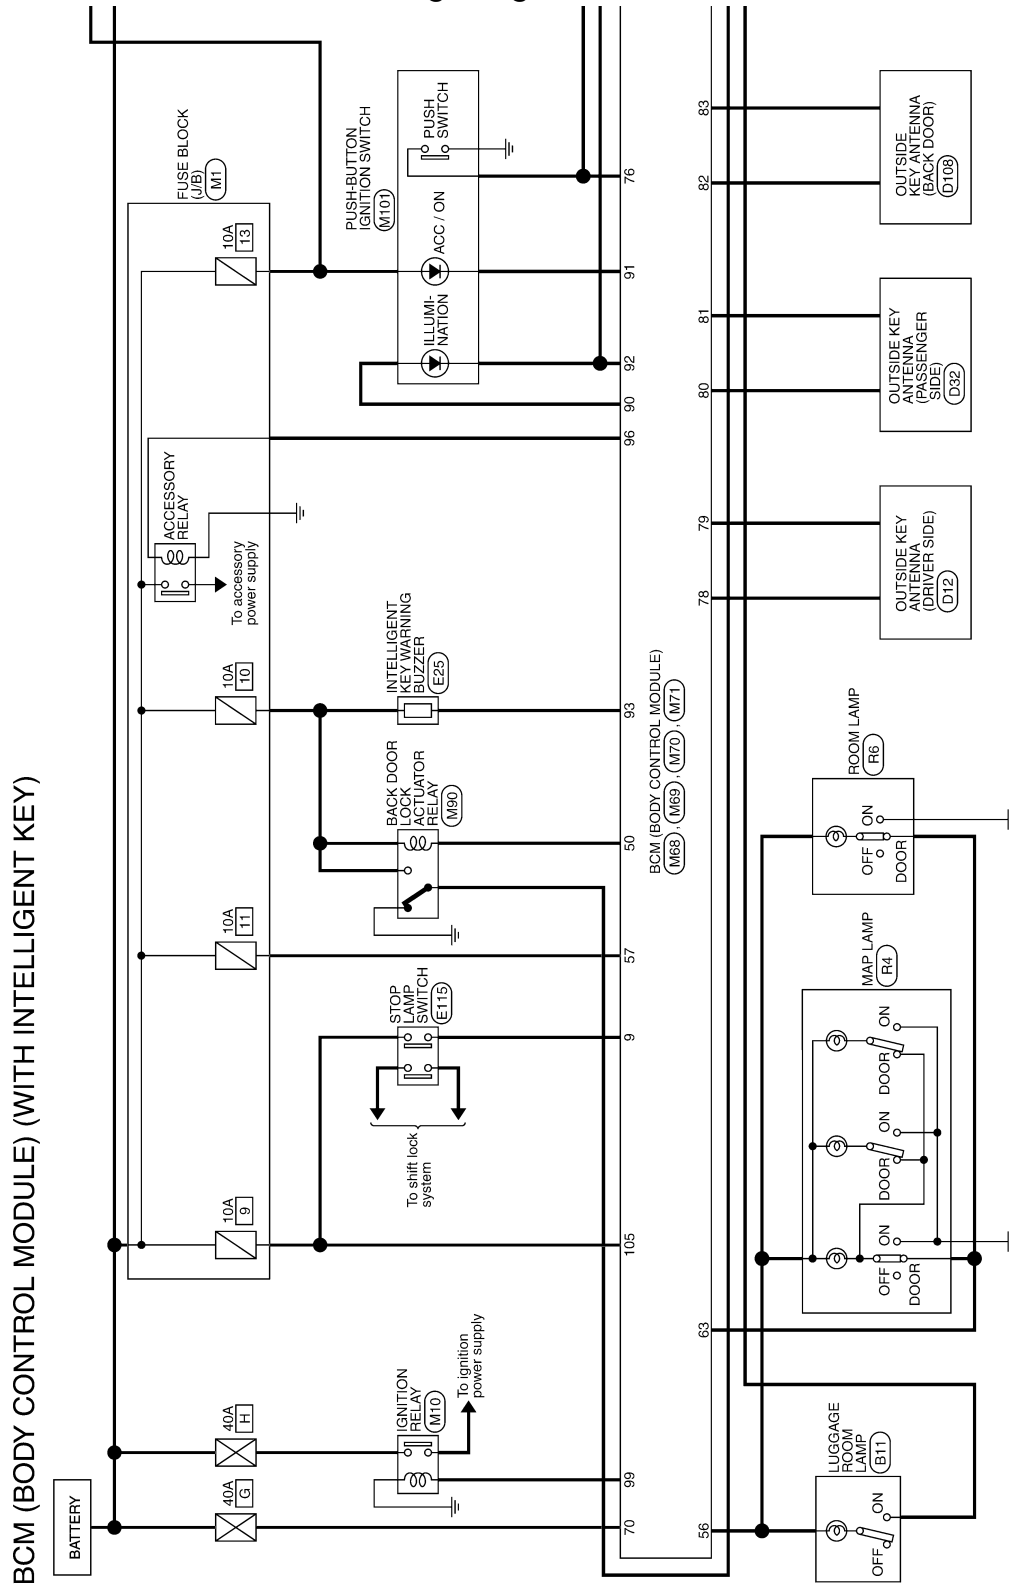 BCM (BODY CONTROL MODULE) (WITH INTELLIGENT KEY)
BATTERY
40A
G
40A
H
10A
9
10A
11
10A
10
10A
13
FUSE BLOCK
(J/B)
M1
ACCESSORY
RELAY
To accessory
power supply
IGNITION
RELAY
M10
To ignition
power supply
To shift lock
system
STOP
LAMP
SWITCH
E115
BACK DOOR
LOCK
ACTUATOR
RELAY
M90
INTELLIGENT
KEY WARNING
BUZZER
E25
PUSH-BUTTON
IGNITION SWITCH
M101
ILLUMI-
NATION
ACC / ON
PUSH
SWITCH
70
99
105
9
57
50
93
96
90
92
91
76
BCM (BODY CONTROL MODULE)
M68 , M69 , M70 , M71
56
63
78
79
80
81
82
83
LUGGAGE
ROOM
LAMP
B11
OFF
ON
MAP LAMP
R4
OFF
ON
DOOR
DOOR
ON
DOOR
ON
ROOM LAMP
R6
OFF
ON
DOOR
OUTSIDE KEY
ANTENNA
(DRIVER SIDE)
D12
OUTSIDE KEY
ANTENNA
(PASSENGER
SIDE)
D32
OUTSIDE
KEY ANTENNA
(BACK DOOR)
D108